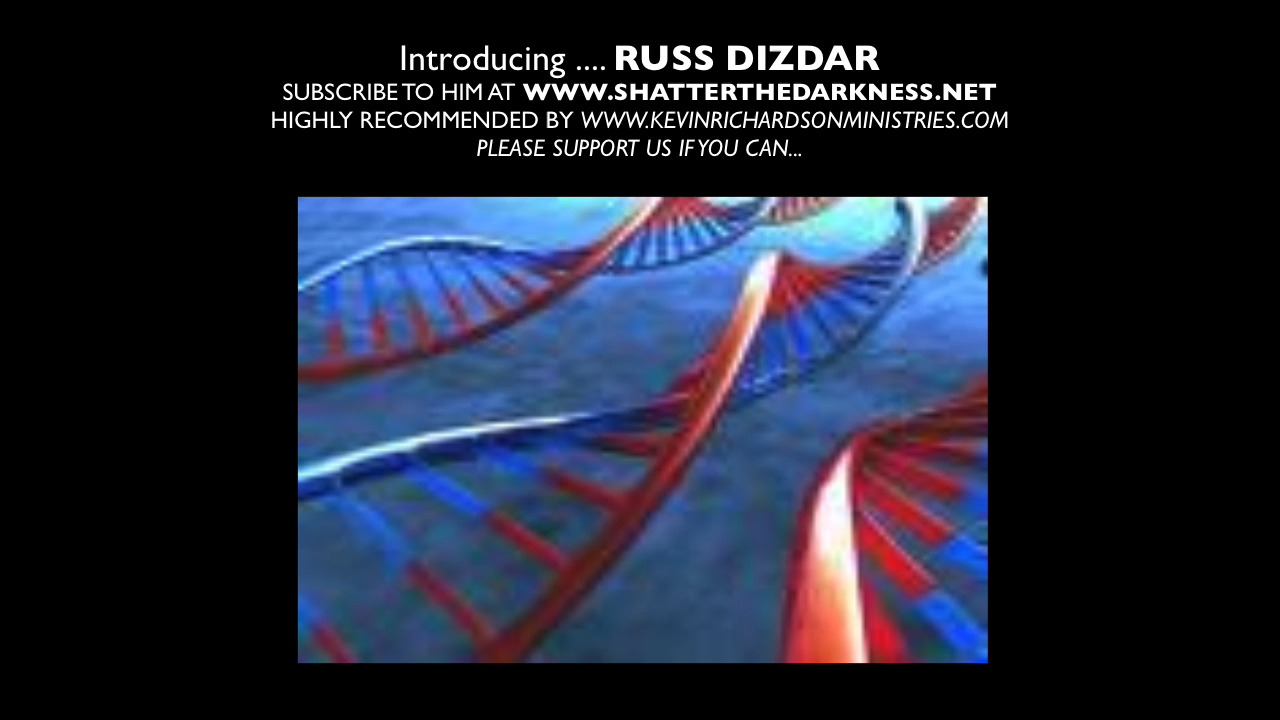 Introducing .... RUSS DIZDAR
SUBSCRIBE TO HIM AT WWW.SHATTERTHEDARKNESS.NET
HIGHLY RECOMMENDED BY WWW.KEVINRICHARDSONMINISTRIES.COM
PLEASE SUPPORT US IF YOU CAN...